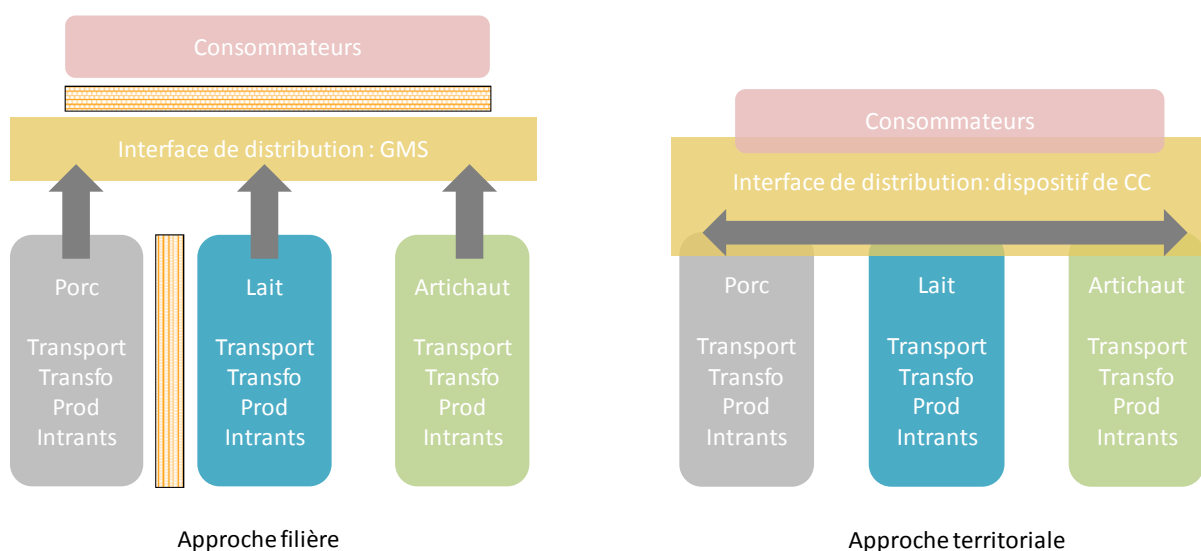 Consommateurs
Interface de distribution : GMS
Porc
Transport
Transfo
Prod
Intrants
Lait
Transport
Transfo
Prod
Intrants
Artichaut
Transport
Transfo
Prod
Intrants
Approche filière
Consommateurs
Interface de distribution: dispositif de CC
Porc
Transport
Transfo
Prod
Intrants
Lait
Transport
Transfo
Prod
Intrants
Artichaut
Transport
Transfo
Prod
Intrants
Approche territoriale